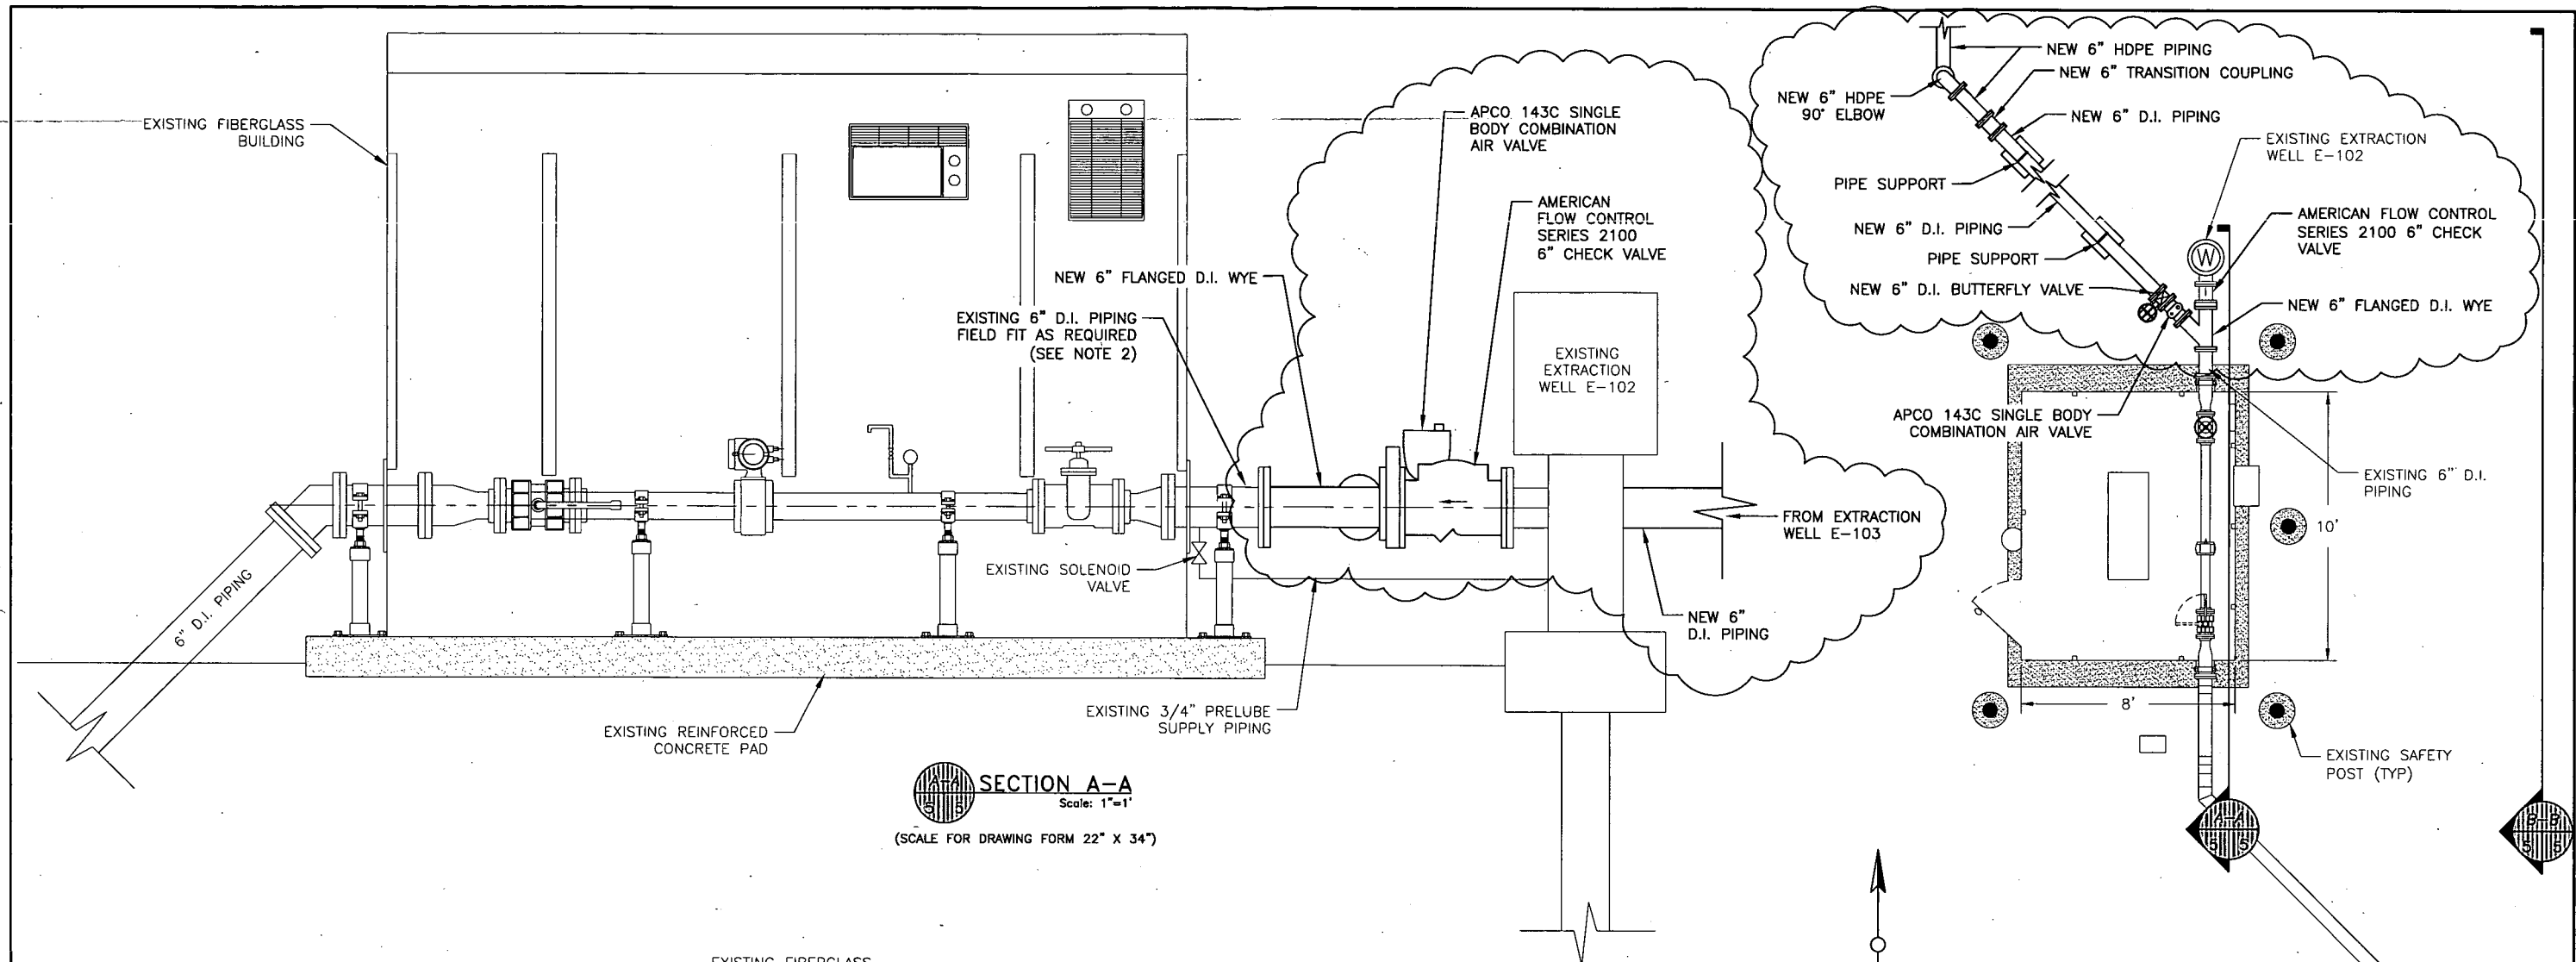 EXISTING FIBERGLASS
BUILDING
6" D.I. PIPING
EXISTING REINFORCED
CONCRETE PAD
EXISTING 6" D.I. PIPING
FIELD FIT AS REQUIRED
(SEE NOTE 2)
NEW 6" FLANGED D.I. WYE
APCO 143C SINGLE
BODY COMBINATION
AIR VALVE
AMERICAN
FLOW CONTROL
SERIES 2100
6" CHECK VALVE
EXISTING
EXTRACTION
WELL E-102
FROM EXTRACTION
WELL E-103
NEW 6"
D.I. PIPING
EXISTING SOLENOID
VALVE
EXISTING 3/4" PRELUBE
SUPPLY PIPING
A-A
5 5
SECTION A-A
Scale: 1"=1'
(SCALE FOR DRAWING FORM 22" X 34")
EXISTING FIBERGLASS
NEW 6" HDPE PIPING
NEW 6" TRANSITION COUPLING
NEW 6" HDPE
90° ELBOW
NEW 6" D.I. PIPING
EXISTING EXTRACTION
WELL E-102
PIPE SUPPORT
AMERICAN FLOW CONTROL
SERIES 2100 6" CHECK
VALVE
NEW 6" D.I. PIPING
PIPE SUPPORT
W
NEW 6" D.I. BUTTERFLY VALVE
NEW 6" FLANGED D.I. WYE
APCO 143C SINGLE BODY
COMBINATION AIR VALVE
EXISTING 6" D.I.
PIPING
10'
8'
EXISTING SAFETY
POST (TYP)
A-A
5 5
B-B
5 5